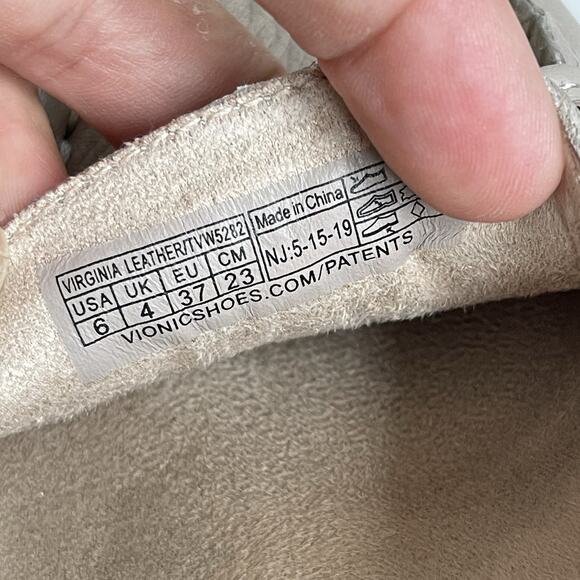 VIRGINIA LEATHER/TVW5282
USA UK EU CM
6 4 37 23
Made in China
NJ:5-15-19
VIONICSHOES.COM/PATENTS